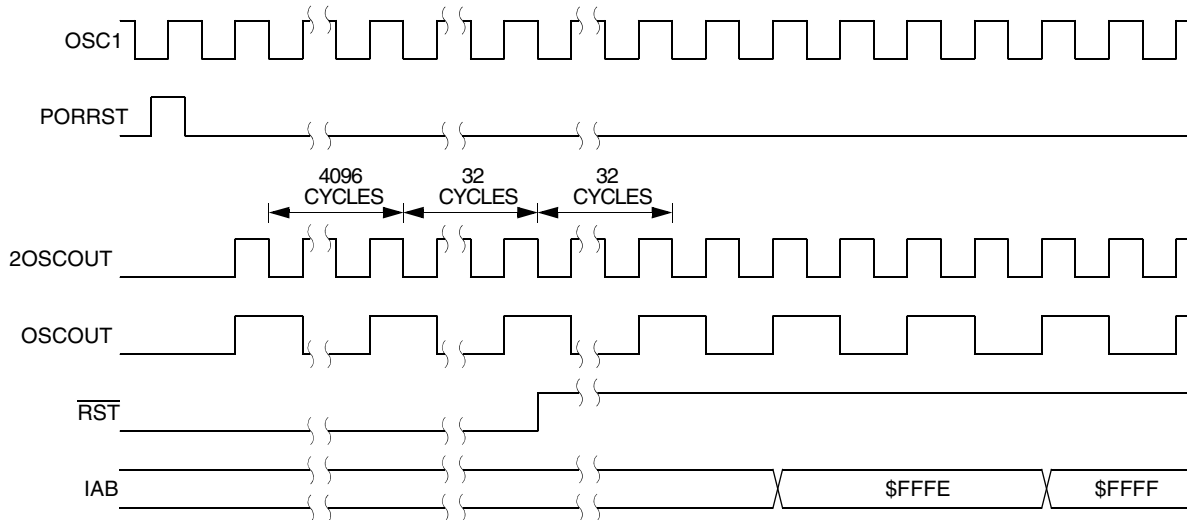 OSC1
PORRST
4096
CYCLES
32
CYCLES
32
CYCLES
2OSCOUT
OSCOUT
RST
IAB
$FFFE
$FFFF